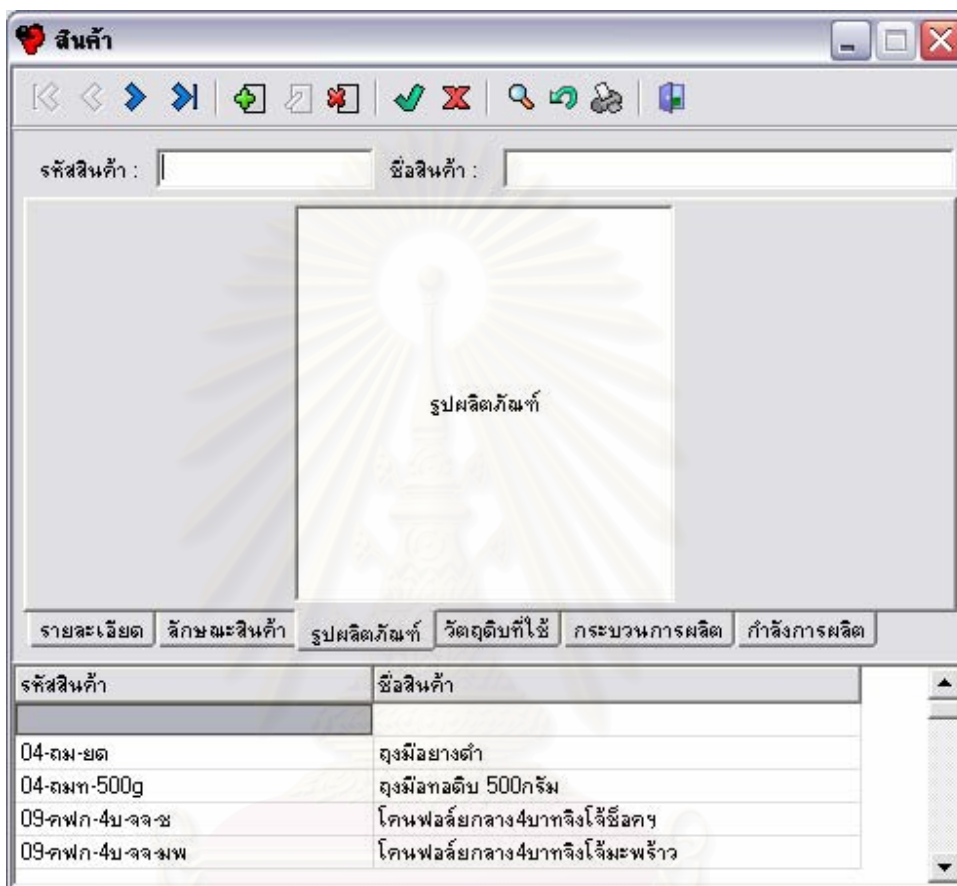 สินค้า
รหัสสินค้า : ชื่อสินค้า :
รูปผลิตภัณฑ์
รายละเอียด ลักษณะสินค้า รูปผลิตภัณฑ์ วัตถุดิบที่ใช้ กระบวนการผลิต กำลังการผลิต
รหัสสินค้า ชื่อสินค้า
04-ถม-ยด ถุงมือยางดำ
04-ถมท-500g ถุงมือทอดิบ 500กรัม
09-คฟก-4บ-จจ-ช โคนฟอล์ยกลาง4บาทจิงโจ้ช็อคฯ
09-คฟก-4บ-จจ-มพ โคนฟอล์ยกลาง4บาทจิงโจ้มะพร้าว